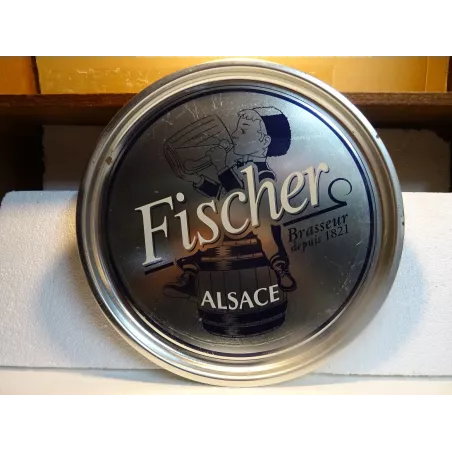 Fischer
Brasseur
depuis 1821
ALSACE